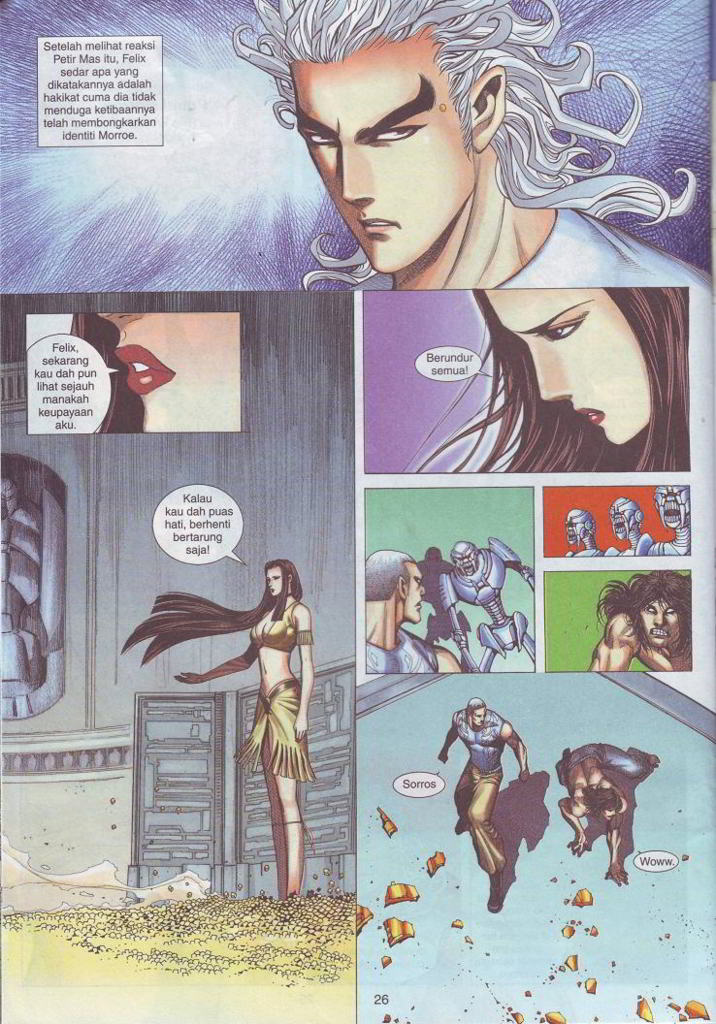 Setelah melihat reaksi
Petir Mas itu, Felix
sedar apa yang
dikatakannya adalah
hakikat cuma dia tidak
menduga ketibaannya
telah membongkarkan
identiti Morroe.
Felix,
sekarang
kau dah pun
lihat sejauh
manakah
keupayaan
aku.
Kalau
kau dah puas
hati, berhenti
bertarung
saja!
Berundur
semua!
Sorros
Woww.
26